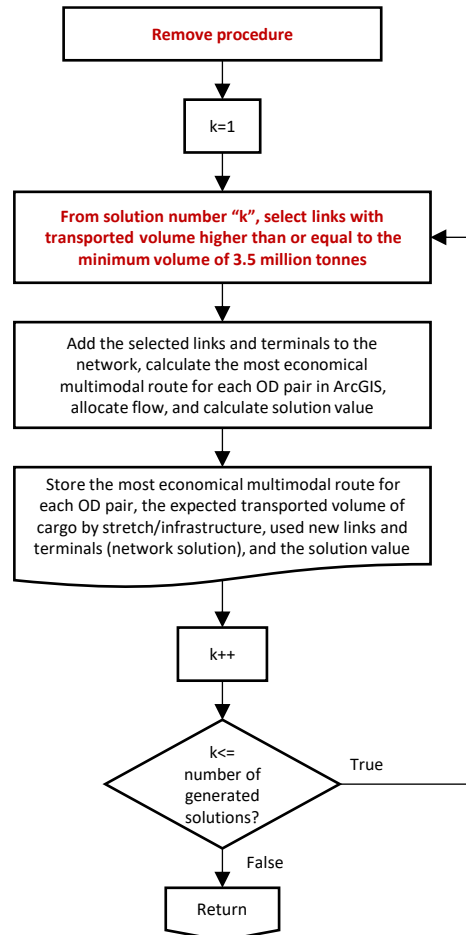 Remove procedure
k=1
From solution number “k”, select links with
transported volume higher than or equal to the
minimum volume of 3.5 million tonnes
Add the selected links and terminals to the
network, calculate the most economical
multimodal route for each OD pair in ArcGIS,
allocate flow, and calculate solution value
Store the most economical multimodal route for
each OD pair, the expected transported volume of
cargo by stretch/infrastructure, used new links and
terminals (network solution), and the solution value
k++
k<=
number of
generated
solutions?
True
False
Return